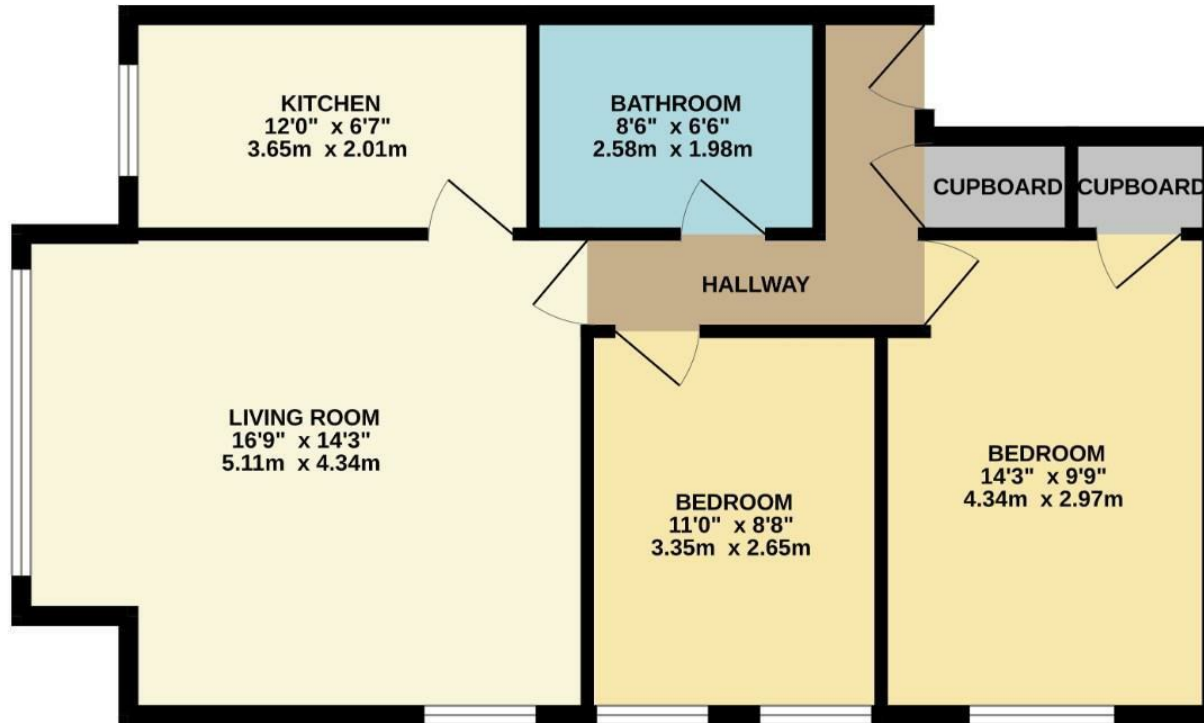 KITCHEN
12'0" x 6'7"
3.65m x 2.01m
BATHROOM
8'6" x 6'6"
2.58m x 1.98m
CUPBOARD
CUPBOARD
HALLWAY
LIVING ROOM
16'9" x 14'3"
5.11m x 4.34m
BEDROOM
11'0" x 8'8"
3.35m x 2.65m
BEDROOM
14'3" x 9'9"
4.34m x 2.97m